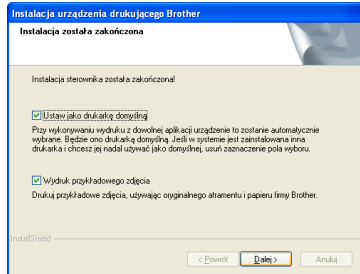 Instalacja urządzenia drukującego Brother
Instalacja została zakończona
Instalacja sterownika została zakończona!
Ustaw jako drukarkę domyślną
Przy wykonywaniu wydruku z dowolnej aplikacji urządzenie to zostanie automatycznie
wybrane. Będzie ono drukarką domyślną. Jeśli w systemie jest zainstalowana inna
drukarka i chcesz jej nadal używać jako domyślnej, usuń zaznaczenie pola wyboru.
Wydruk przykładowego zdjęcia
Drukuj przykładowe zdjęcia, używając oryginalnego atramentu i papieru firmy Brother.
InstallShield
< Powrót
Dalej >
Anuluj